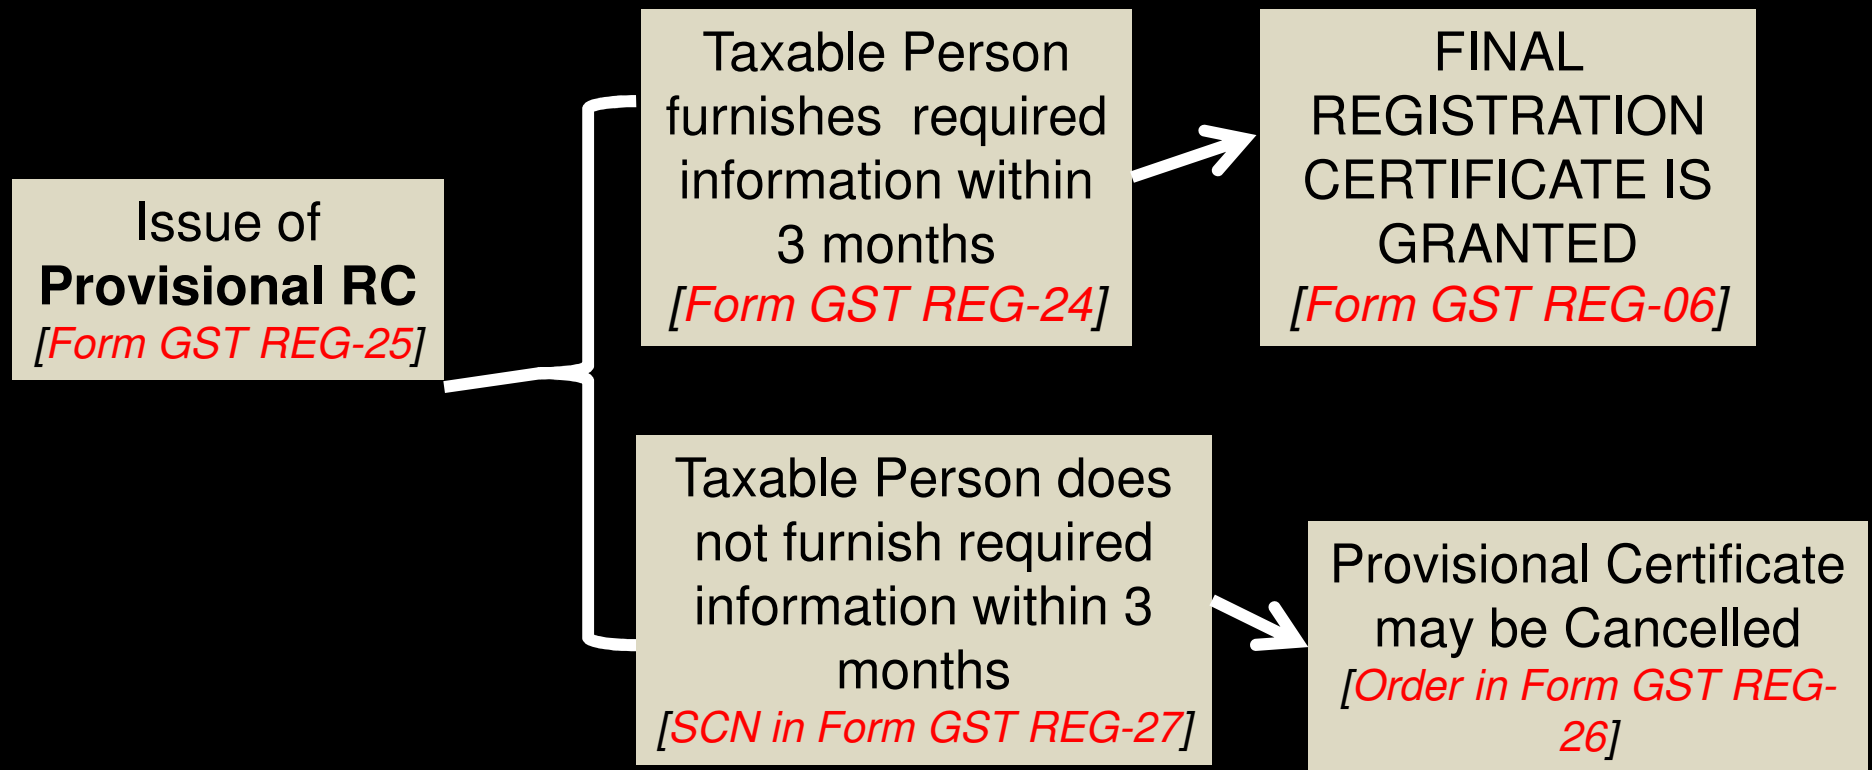 Issue of
Provisional RC
[Form GST REG-25]
Taxable Person
furnishes required
information within
3 months
[Form GST REG-24]
FINAL
REGISTRATION
CERTIFICATE IS
GRANTED
[Form GST REG-06]
Taxable Person does
not furnish required
information within 3
months
[SCN in Form GST REG-27]
Provisional Certificate
may be Cancelled
[Order in Form GST REG-
26]